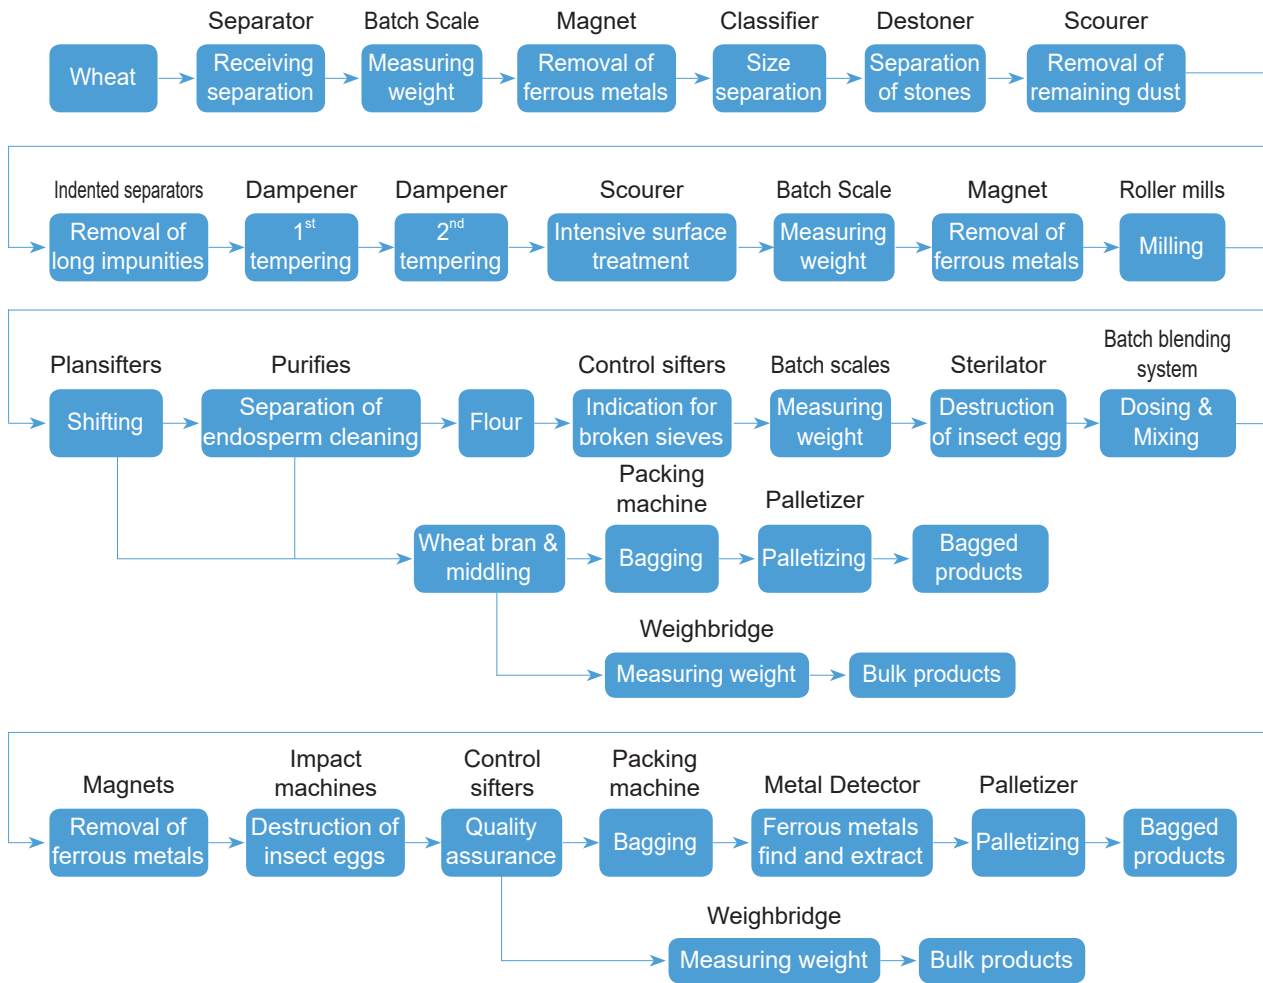 Separator
Batch Scale
Magnet
Classifier
Destoner
Scourer
Wheat
Receiving
separation
Measuring
weight
Removal of
ferrous metals
Size
separation
Separation
of stones
Removal of
remaining dust
Indented separators
Dampener
Dampener
Scourer
Batch Scale
Magnet
Roller mills
Removal of
long impunities
1st
tempering
2nd
tempering
Intensive surface
treatment
Measuring
weight
Removal of
ferrous metals
Milling
Plansifters
Purifies
Control sifters
Batch scales
Sterilator
Batch blending
system
Shifting
Separation of
endosperm cleaning
Flour
Indication for
broken sieves
Measuring
weight
Destruction
of insect egg
Dosing &
Mixing
Packing
machine
Palletizer
Wheat bran &
middling
Bagging
Palletizing
Bagged
products
Weighbridge
Measuring weight
Bulk products
Magnets
Impact
machines
Control
sifters
Packing
machine
Metal Detector
Palletizer
Removal of
ferrous metals
Destruction of
insect eggs
Quality
assurance
Bagging
Ferrous metals
find and extract
Palletizing
Bagged
products
Weighbridge
Measuring weight
Bulk products